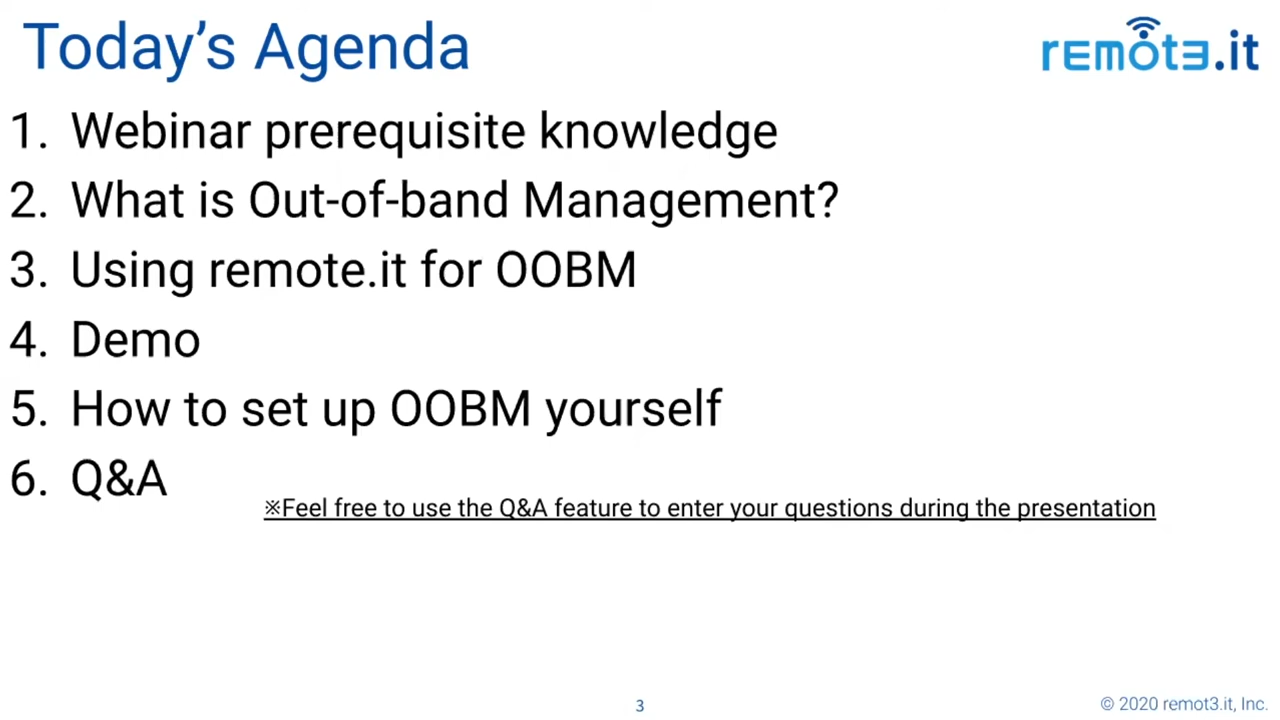 Today’s Agenda
remot3.it
1. Webinar prerequisite knowledge
2. What is Out-of-band Management?
3. Using remote.it for OOBM
4. Demo
5. How to set up OOBM yourself
6. Q&A
※Feel free to use the Q&A feature to enter your questions during the presentation
3
© 2020 remot3.it, Inc.